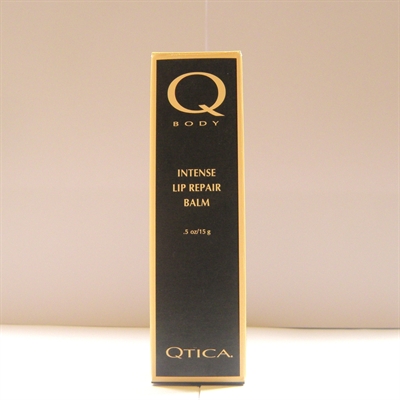 Q
BODY
INTENSE
LIP REPAIR
BALM
.5 oz/15 g
QTICA®